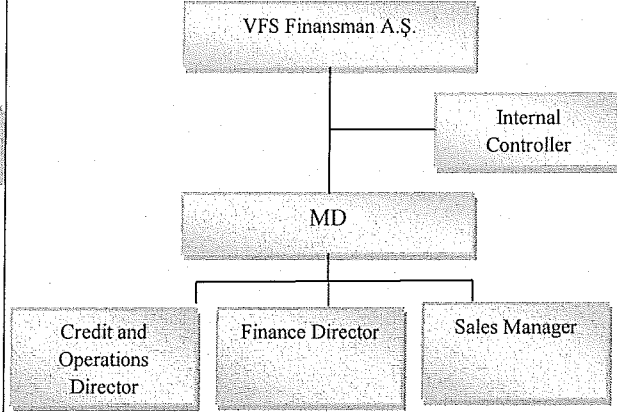 VFS Finansman A.Ş.
Internal
Controller
MD
Credit and
Operations
Director
Finance Director
Sales Manager